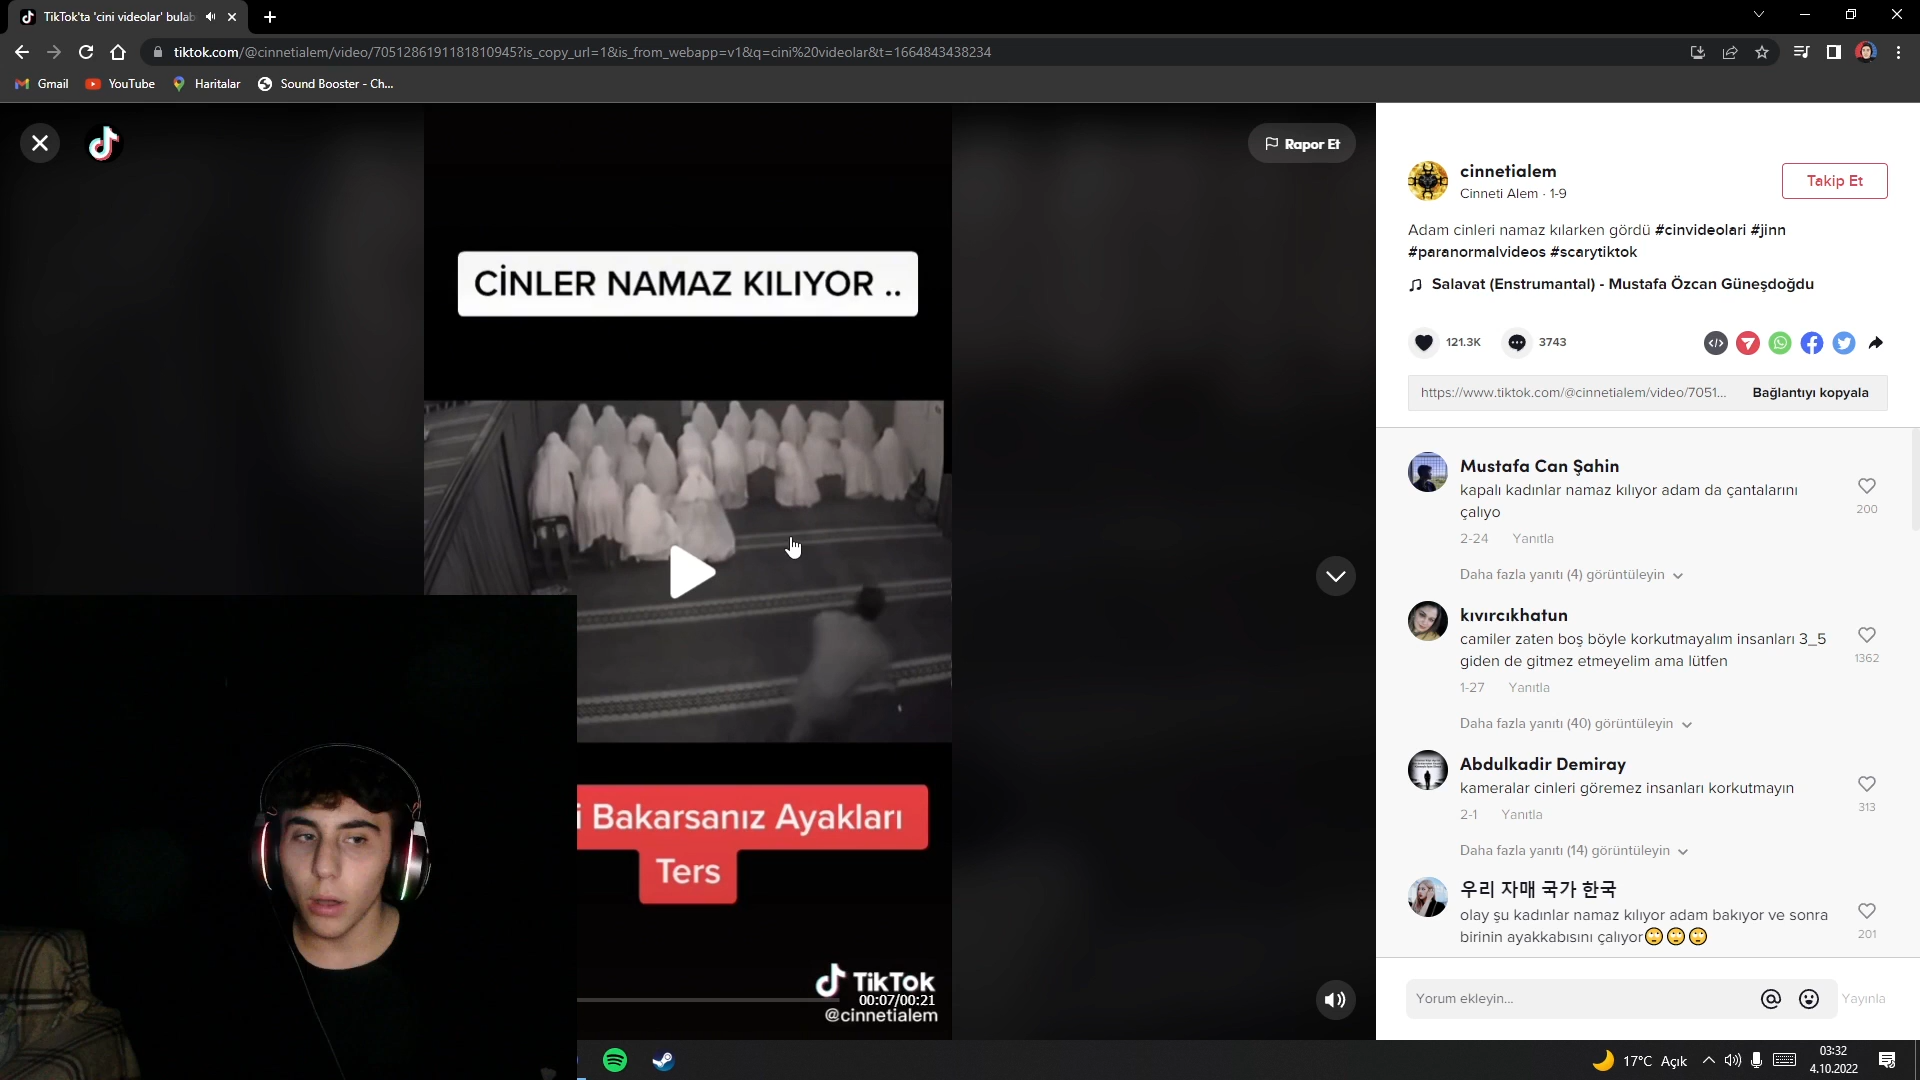 TikTok'ta 'cini videolar' bulab
tiktok.com/@cinnetialem/video/7051286191181810945?is_copy_url=1&is_from_webapp=v1&q=cini%20videolar&t=1664843438234
Gmail
YouTube
Haritalar
Sound Booster - Ch...
Rapor Et
CİNLER NAMAZ KILIYOR ..
i Bakarsanız Ayakları
Ters
TikTok
00:07/00:21
@cinnetialem
cinnetialem
Cinneti Alem · 1-9
Takip Et
Adam cinleri namaz kılarken gördü #cinvideolari #jinn
#paranormalvideos #scarytiktok
Salavat (Enstrumantal) - Mustafa Özcan Güneşdoğdu
121.3K
3743
https://www.tiktok.com/@cinnetialem/video/7051...
Bağlantıyı kopyala
Mustafa Can Şahin
kapalı kadınlar namaz kılıyor adam da çantalarını
çalıyo
200
2-24 Yanıtla
Daha fazla yanıtı (4) görüntüleyin
kıvırcıkhatun
camiler zaten boş böyle korkutmayalım insanları 3_5
giden de gitmez etmeyelim ama lütfen
1362
1-27 Yanıtla
Daha fazla yanıtı (40) görüntüleyin
Abdulkadir Demiray
kameralar cinleri göremez insanları korkutmayın
313
2-1 Yanıtla
Daha fazla yanıtı (14) görüntüleyin
우리 자매 국가 한국
olay şu kadınlar namaz kılıyor adam bakıyor ve sonra
birinin ayakkabısını çalıyor🙄🙄🙄
201
Yorum ekleyin...
Yayınla
17°C Açık
03:32
4.10.2022